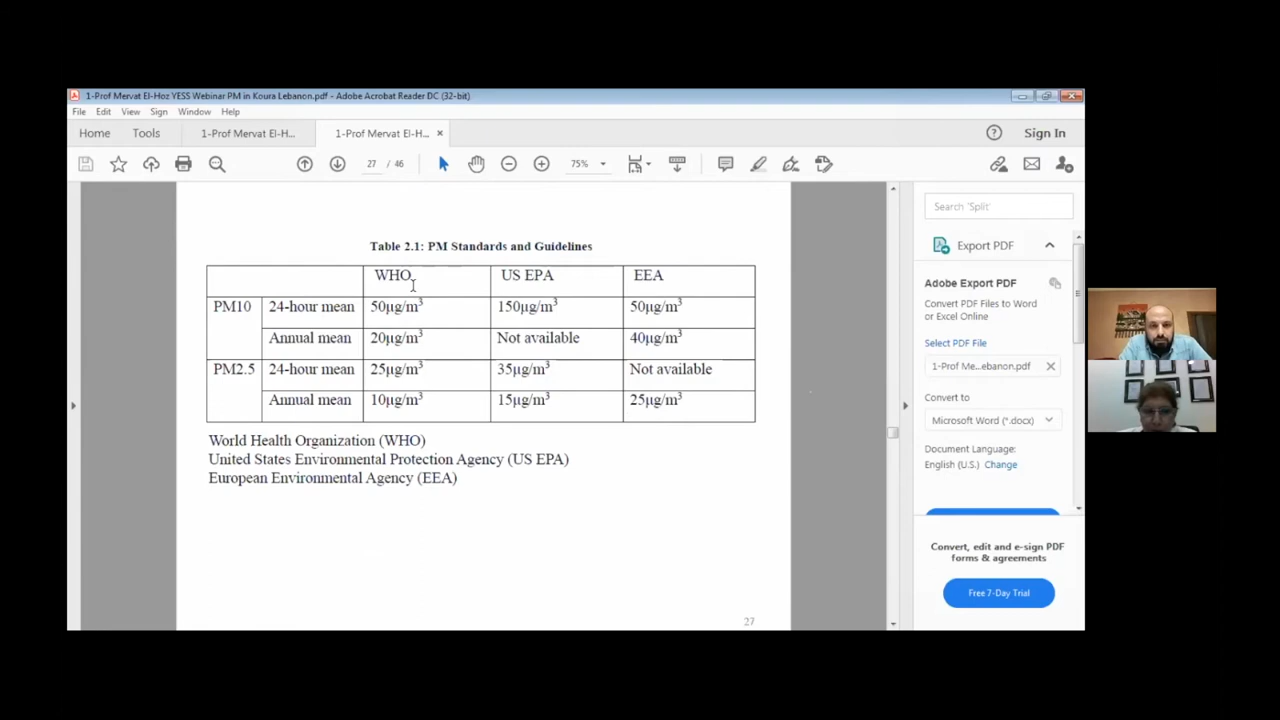 1-Prof Mervat El-Hoz YESS Webinar PM in Koura Lebanon.pdf - Adobe Acrobat Reader DC (32-bit)
File Edit View Sign Window Help
Home Tools 1-Prof Mervat El-H... 1-Prof Mervat El-H... × Sign In
27 / 46 75%
Search 'Split'
Export PDF
Adobe Export PDF
Convert PDF Files to Word
or Excel Online
Select PDF File
1-Prof Me...ebanon.pdf
Convert to
Microsoft Word (*.docx)
Document Language:
English (U.S.) Change
Convert, edit and e-sign PDF
forms & agreements
Free 7-Day Trial
Table 2.1: PM Standards and Guidelines
WHO US EPA EEA
PM10 24-hour mean 50µg/m³ 150µg/m³ 50µg/m³
Annual mean 20µg/m³ Not available 40µg/m³
PM2.5 24-hour mean 25µg/m³ 35µg/m³ Not available
Annual mean 10µg/m³ 15µg/m³ 25µg/m³
World Health Organization (WHO)
United States Environmental Protection Agency (US EPA)
European Environmental Agency (EEA)
27